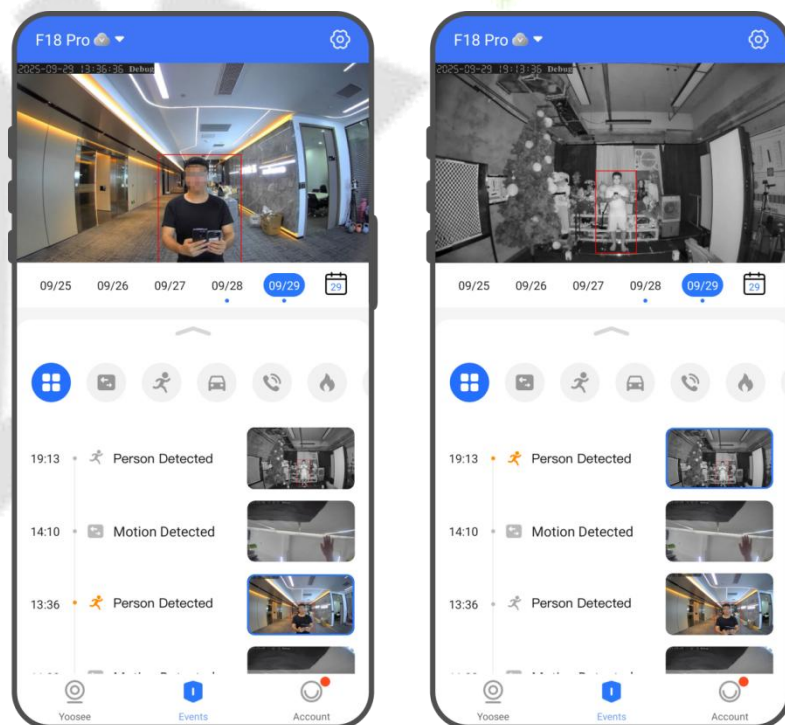 F18 Pro
2025-09-29 13:36:36 Debug
09/25 09/26 09/27 09/28 09/29 29
19:13 Person Detected
14:10 Motion Detected
13:36 Person Detected
Yoosee Events Account
F18 Pro
2025-09-29 19:13:36 Debug
09/25 09/26 09/27 09/28 09/29 29
19:13 Person Detected
14:10 Motion Detected
13:36 Person Detected
Yoosee Events Account